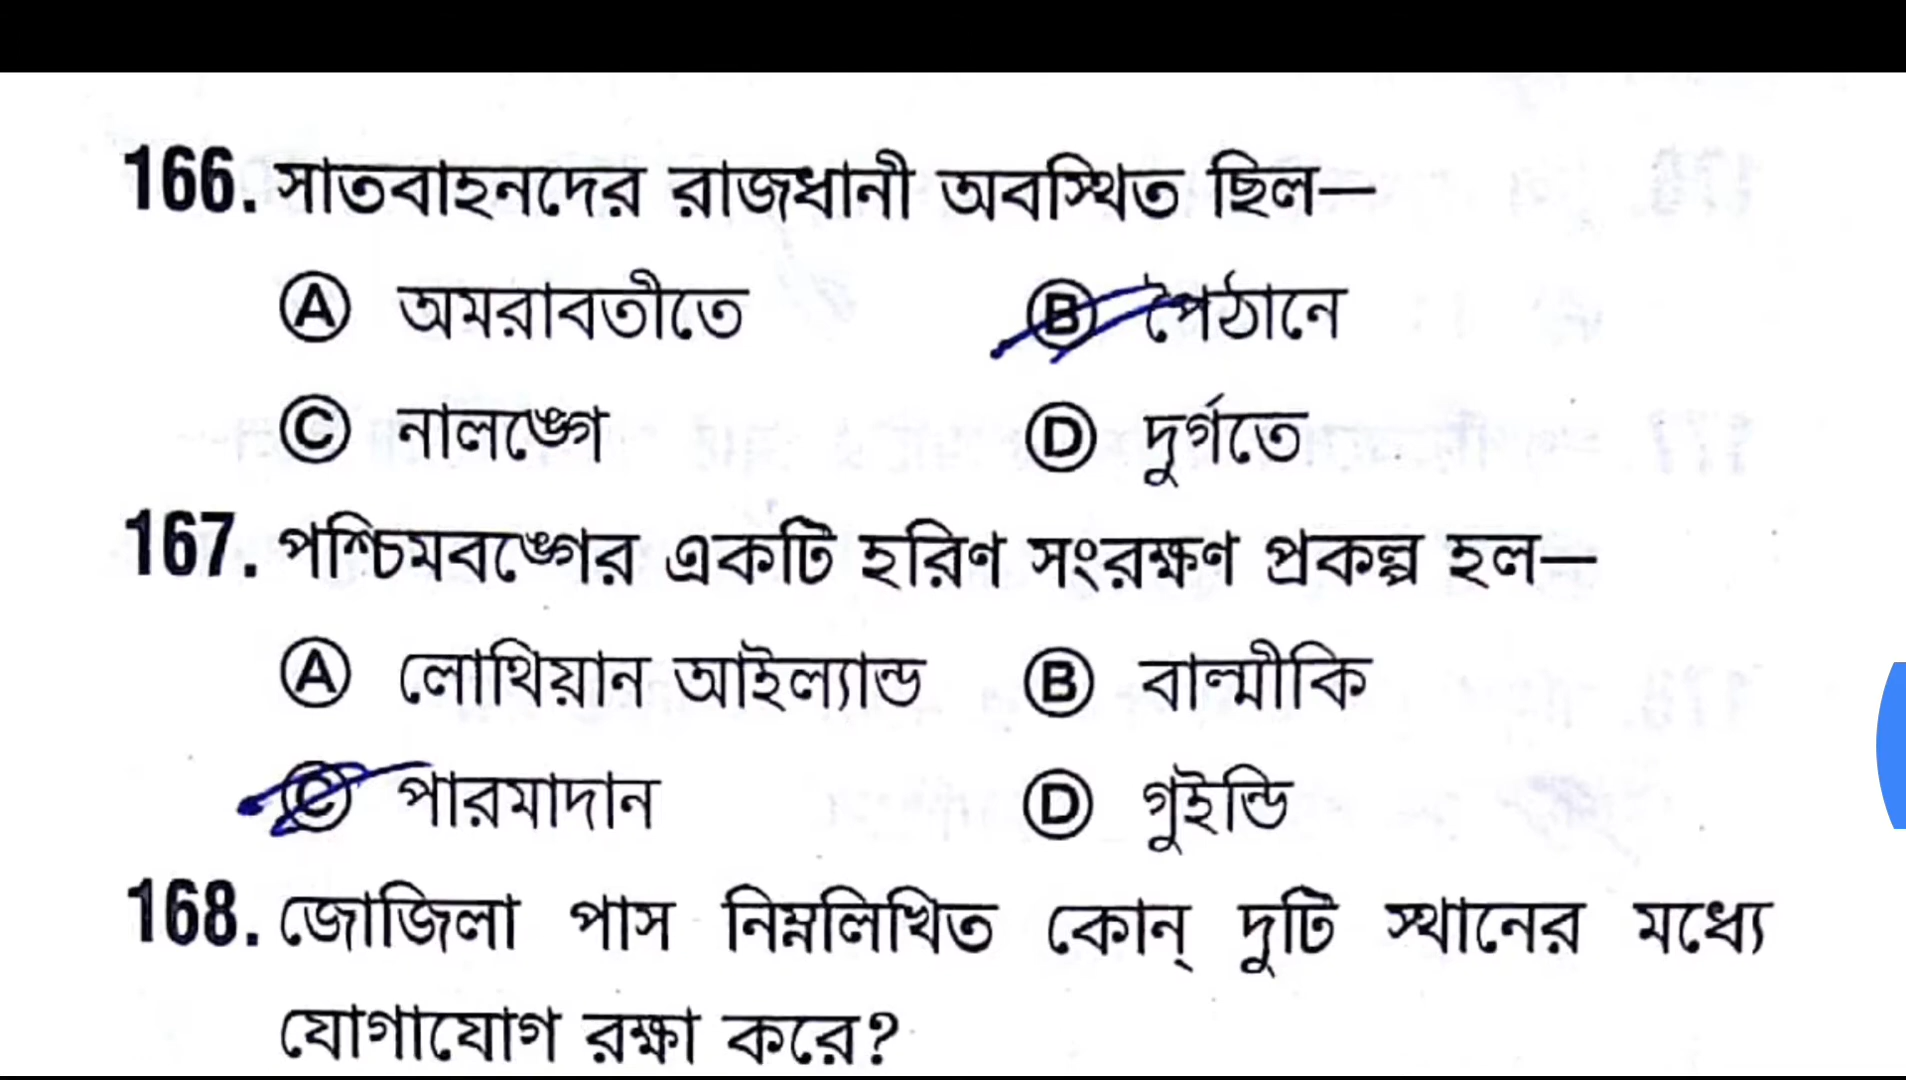 166. সাতবাহনদের রাজধানী অবস্থিত ছিল—
Ⓐ অমরাবতীতে Ⓑ পৈঠানে
Ⓒ নালঙ্গে Ⓓ দুর্গতে
167. পশ্চিমবঙ্গের একটি হরিণ সংরক্ষণ প্রকল্প হল—
Ⓐ লোথিয়ান আইল্যান্ড Ⓑ বাল্মীকি
Ⓒ পারমাদান Ⓓ গুইন্ডি
168. জোজিলা পাস নিম্নলিখিত কোন্ দুটি স্থানের মধ্যে
যোগাযোগ রক্ষা করে?